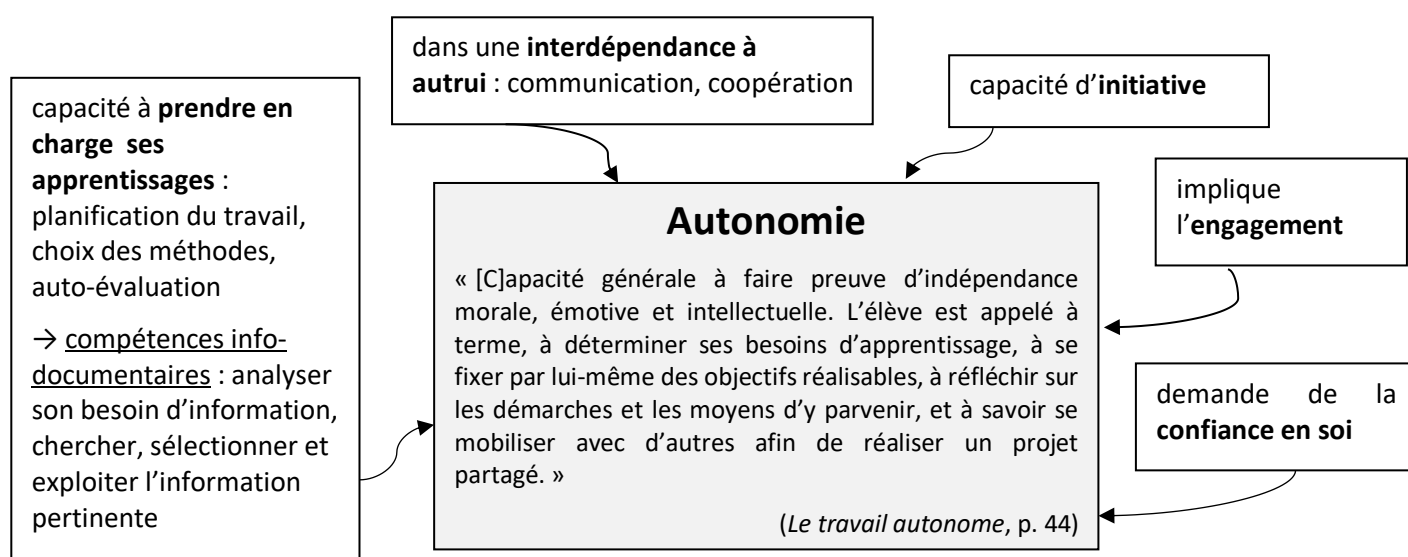 dans une interdépendance à
autrui : communication, coopération
capacité d’initiative
capacité à prendre en
charge ses
apprentissages :
planification du travail,
choix des méthodes,
auto-évaluation
→ compétences info-
documentaires : analyser
son besoin d’information,
chercher, sélectionner et
exploiter l’information
pertinente
Autonomie
« [C]apacité générale à faire preuve d’indépendance
morale, émotive et intellectuelle. L’élève est appelé à
terme, à déterminer ses besoins d’apprentissage, à se
fixer par lui-même des objectifs réalisables, à réfléchir sur
les démarches et les moyens d’y parvenir, et à savoir se
mobiliser avec d’autres afin de réaliser un projet
partagé. »
(Le travail autonome, p. 44)
implique
l’engagement
demande de la
confiance en soi